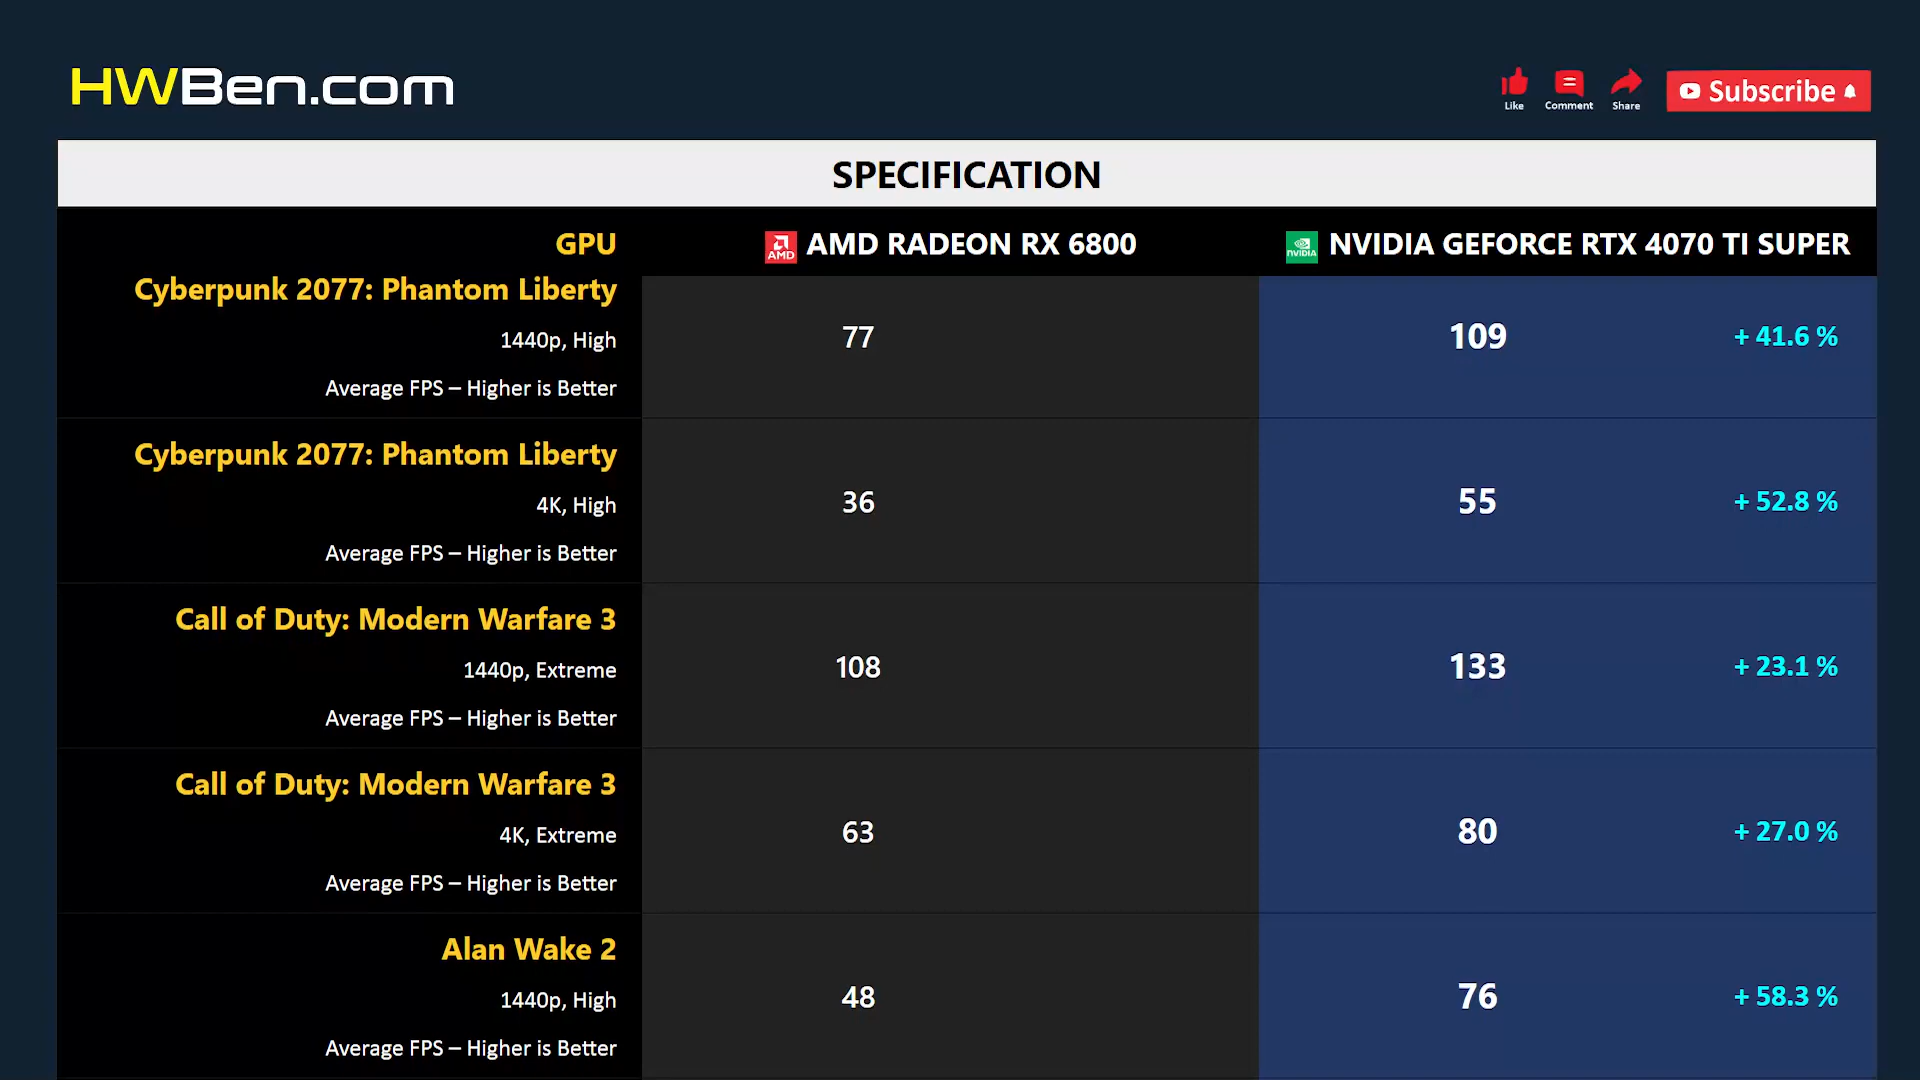 HWBen.com
Like Comment Share Subscribe
SPECIFICATION
GPU AMD AMD RADEON RX 6800 NVIDIA NVIDIA GEFORCE RTX 4070 TI SUPER
Cyberpunk 2077: Phantom Liberty
1440p, High 77 109 + 41.6 %
Average FPS – Higher is Better
Cyberpunk 2077: Phantom Liberty
4K, High 36 55 + 52.8 %
Average FPS – Higher is Better
Call of Duty: Modern Warfare 3
1440p, Extreme 108 133 + 23.1 %
Average FPS – Higher is Better
Call of Duty: Modern Warfare 3
4K, Extreme 63 80 + 27.0 %
Average FPS – Higher is Better
Alan Wake 2
1440p, High 48 76 + 58.3 %
Average FPS – Higher is Better